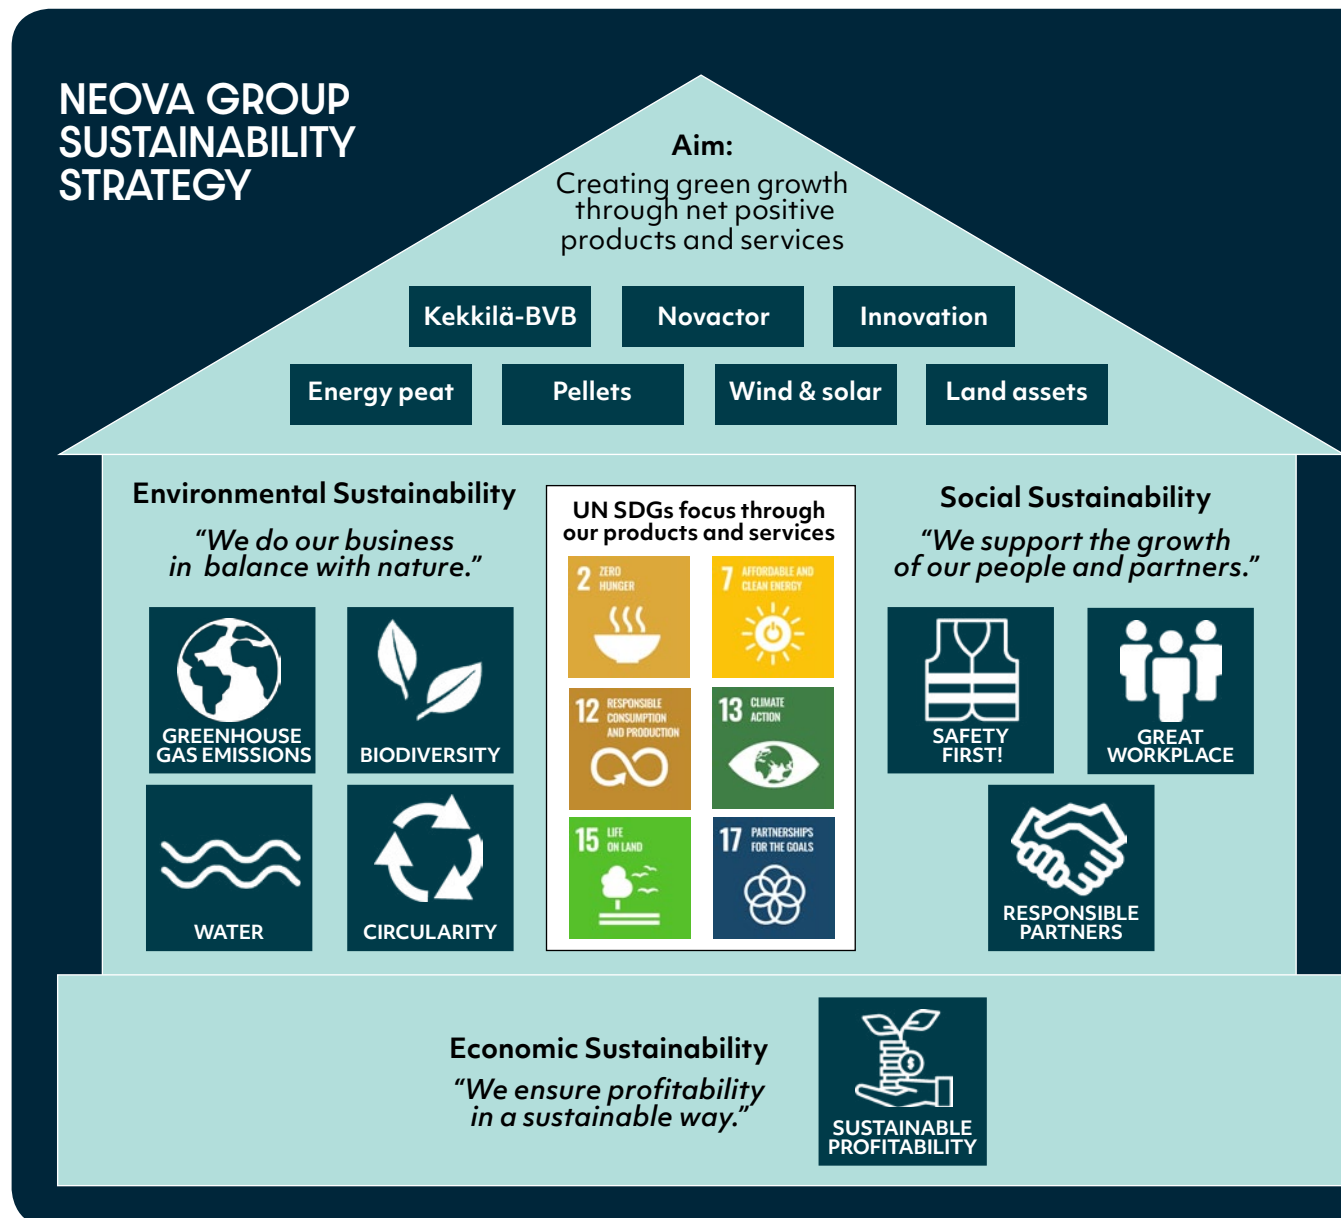 NEOVA GROUP
SUSTAINABILITY
STRATEGY
Aim:
Creating green growth
through net positive
products and services
Kekkilä-BVB
Novactor
Innovation
Energy peat
Pellets
Wind & solar
Land assets
Environmental Sustainability
“We do our business
in balance with nature.”
GREENHOUSE
GAS EMISSIONS
BIODIVERSITY
WATER
CIRCULARITY
UN SDGs focus through
our products and services
2 ZERO
HUNGER
7 AFFORDABLE AND
CLEAN ENERGY
12 RESPONSIBLE
CONSUMPTION
AND PRODUCTION
13 CLIMATE
ACTION
15 LIFE
ON LAND
17 PARTNERSHIPS
FOR THE GOALS
Social Sustainability
“We support the growth
of our people and partners.”
SAFETY
FIRST!
GREAT
WORKPLACE
RESPONSIBLE
PARTNERS
Economic Sustainability
“We ensure profitability
in a sustainable way.”
$
SUSTAINABLE
PROFITABILITY